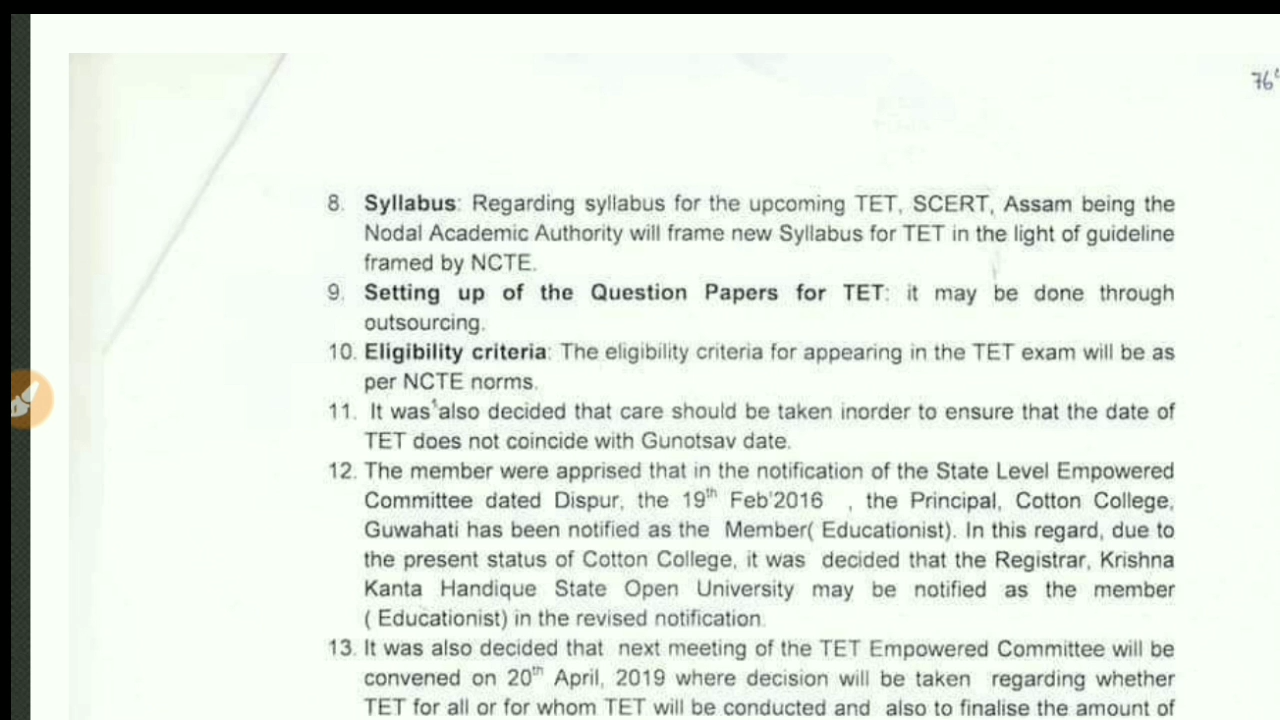 76
8. Syllabus: Regarding syllabus for the upcoming TET, SCERT, Assam being the
Nodal Academic Authority will frame new Syllabus for TET in the light of guideline
framed by NCTE.
9. Setting up of the Question Papers for TET: it may be done through
outsourcing.
10. Eligibility criteria: The eligibility criteria for appearing in the TET exam will be as
per NCTE norms.
11. It was also decided that care should be taken inorder to ensure that the date of
TET does not coincide with Gunotsav date.
12. The member were apprised that in the notification of the State Level Empowered
Committee dated Dispur, the 19th Feb'2016 , the Principal, Cotton College,
Guwahati has been notified as the Member( Educationist). In this regard, due to
the present status of Cotton College, it was decided that the Registrar, Krishna
Kanta Handique State Open University may be notified as the member
( Educationist) in the revised notification.
13. It was also decided that next meeting of the TET Empowered Committee will be
convened on 20th April, 2019 where decision will be taken regarding whether
TET for all or for whom TET will be conducted and also to finalise the amount of